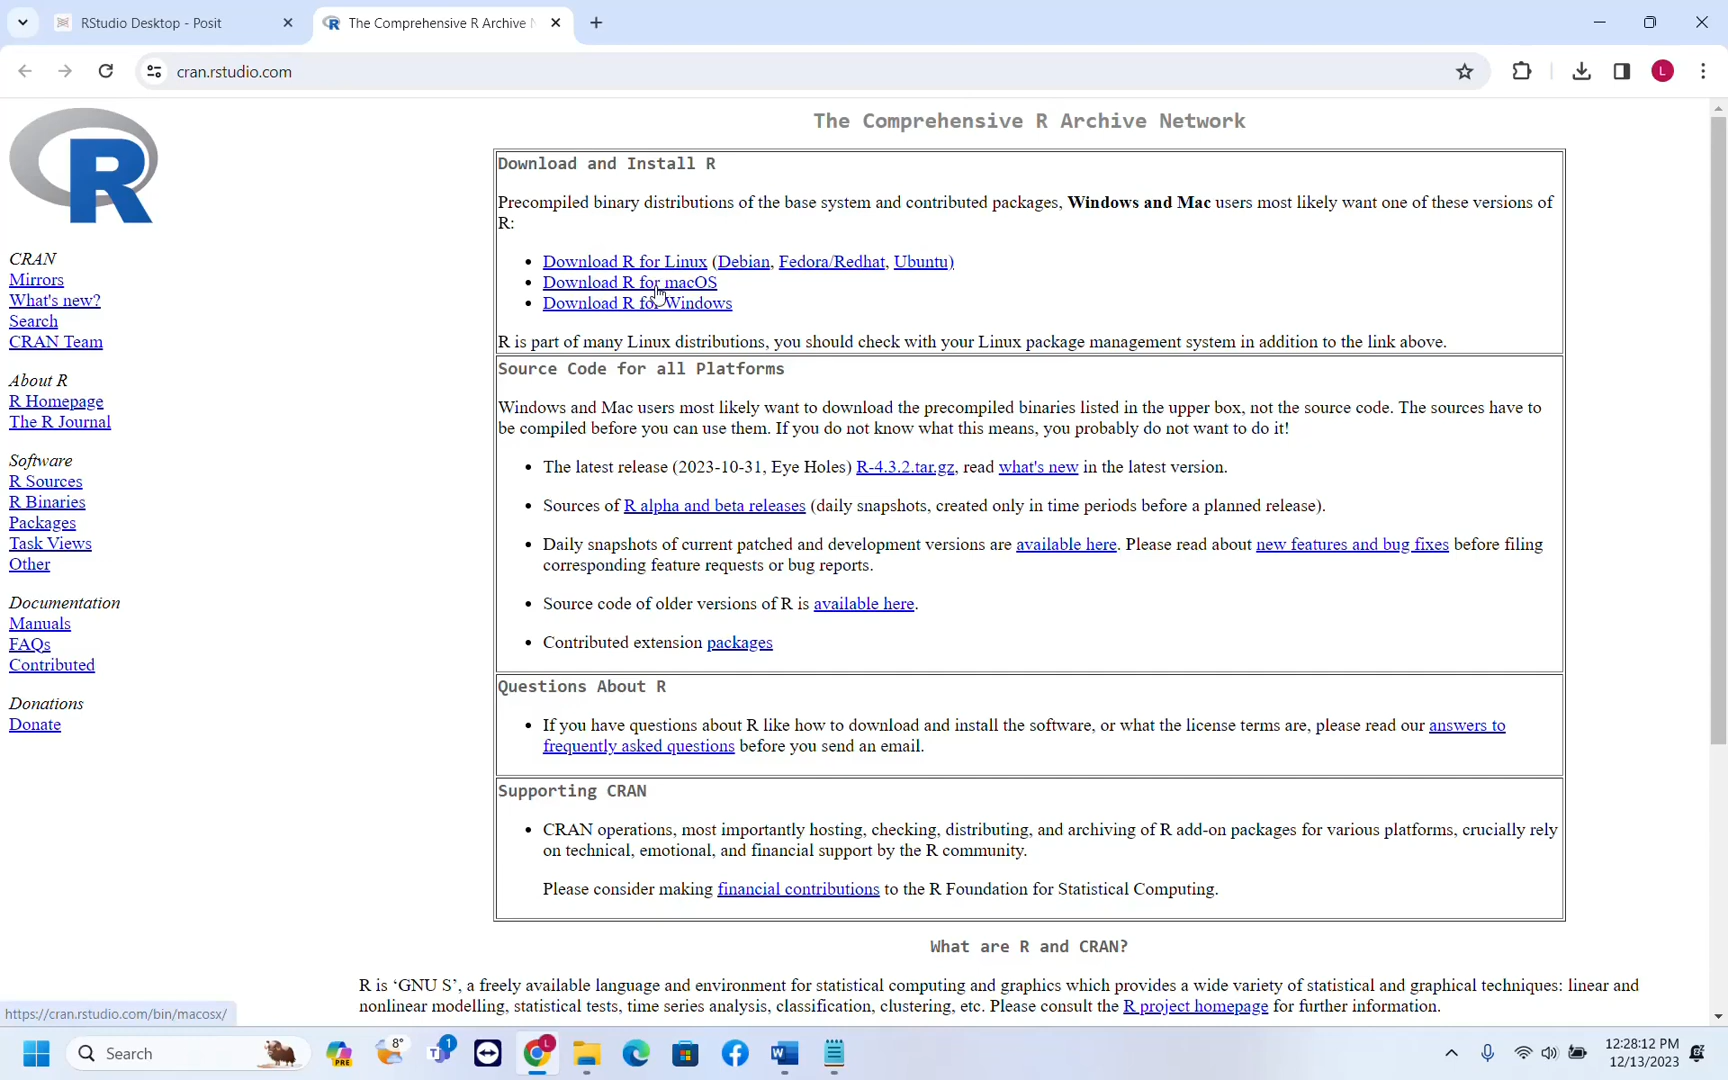 RStudio Desktop - Posit
The Comprehensive R Archive
cran.rstudio.com
L
R
The Comprehensive R Archive Network
Download and Install R
Precompiled binary distributions of the base system and contributed packages, Windows and Mac users most likely want one of these versions of
R:
• Download R for Linux (Debian, Fedora/Redhat, Ubuntu)
• Download R for macOS
• Download R for Windows
R is part of many Linux distributions, you should check with your Linux package management system in addition to the link above.
Source Code for all Platforms
Windows and Mac users most likely want to download the precompiled binaries listed in the upper box, not the source code. The sources have to
be compiled before you can use them. If you do not know what this means, you probably do not want to do it!
• The latest release (2023-10-31, Eye Holes) R-4.3.2.tar.gz, read what's new in the latest version.
• Sources of R alpha and beta releases (daily snapshots, created only in time periods before a planned release).
• Daily snapshots of current patched and development versions are available here. Please read about new features and bug fixes before filing
corresponding feature requests or bug reports.
• Source code of older versions of R is available here.
• Contributed extension packages
Questions About R
• If you have questions about R like how to download and install the software, or what the license terms are, please read our answers to
frequently asked questions before you send an email.
Supporting CRAN
• CRAN operations, most importantly hosting, checking, distributing, and archiving of R add-on packages for various platforms, crucially rely
on technical, emotional, and financial support by the R community.
Please consider making financial contributions to the R Foundation for Statistical Computing.
What are R and CRAN?
R is ‘GNU S’, a freely available language and environment for statistical computing and graphics which provides a wide variety of statistical and graphical techniques: linear and
nonlinear modelling, statistical tests, time series analysis, classification, clustering, etc. Please consult the R project homepage for further information.
CRAN
Mirrors
What's new?
Search
CRAN Team
About R
R Homepage
The R Journal
Software
R Sources
R Binaries
Packages
Task Views
Other
Documentation
Manuals
FAQs
Contributed
Donations
Donate
https://cran.rstudio.com/bin/macosx/
Search
PRE
8°
1
L
12:28:12 PM
12/13/2023